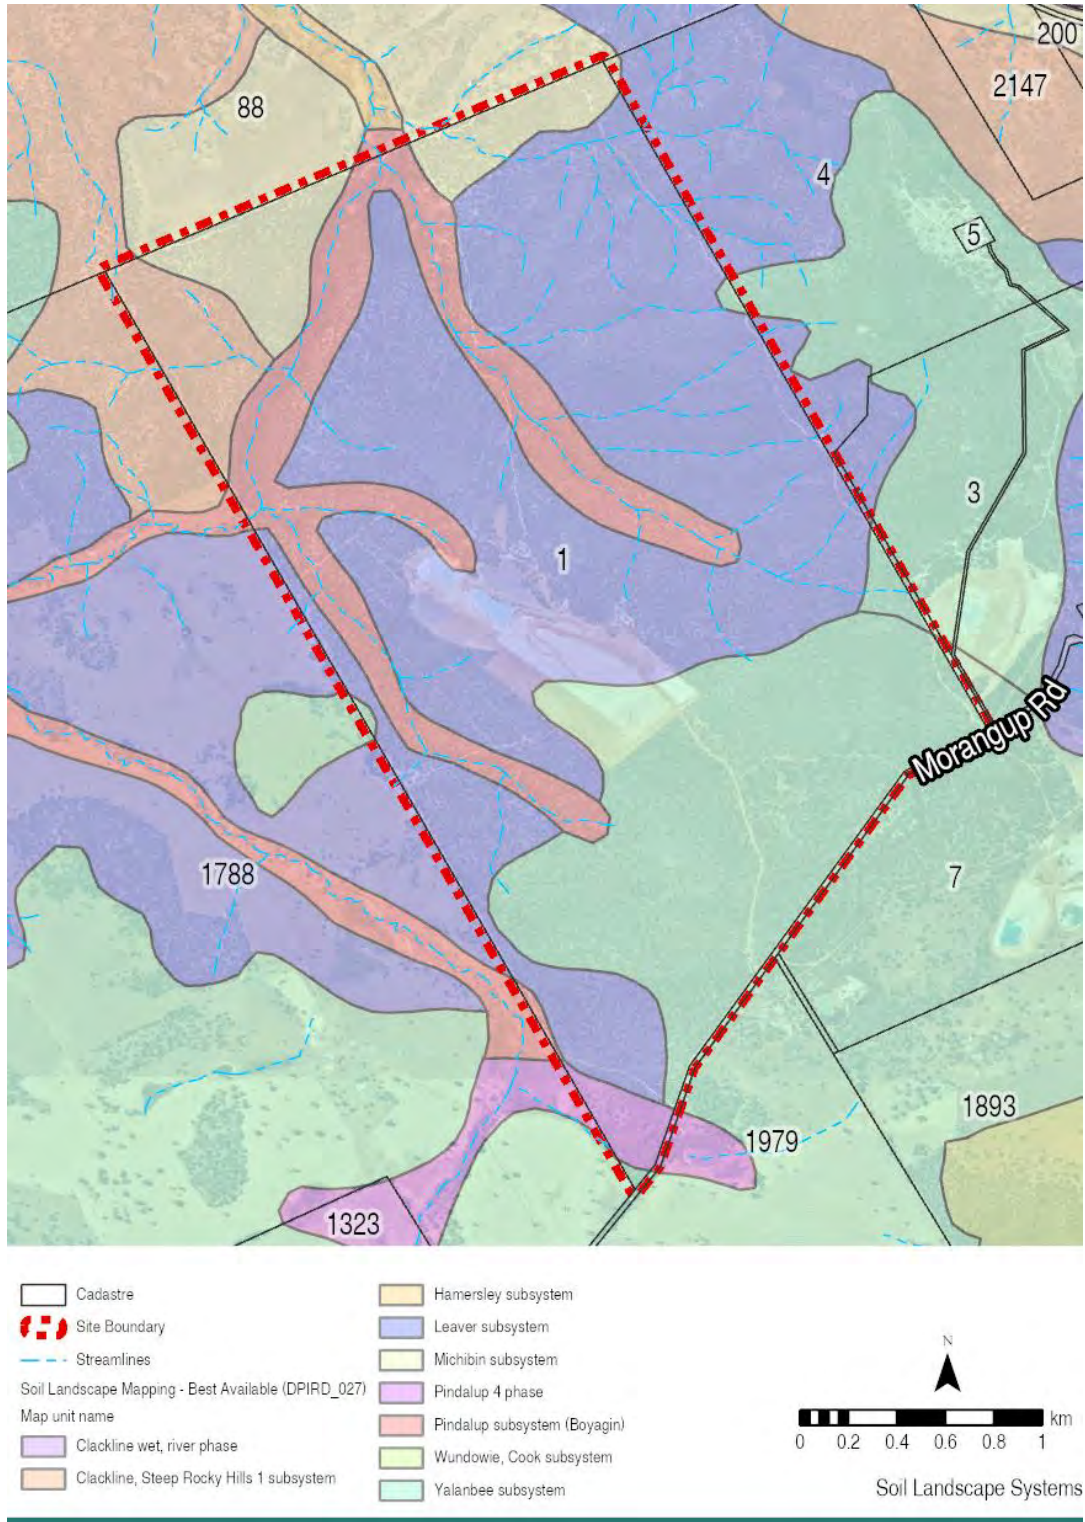 200
2147
88
4
5
3
1
Morangup Rd
7
1788
1893
1979
1323
Cadastre
Site Boundary
Streamlines
Soil Landscape Mapping - Best Available (DPIRD_027)
Map unit name
Clackline wet, river phase
Clackline, Steep Rocky Hills 1 subsystem
Hamersley subsystem
Leaver subsystem
Michibin subsystem
Pindalup 4 phase
Pindalup subsystem (Boyagin)
Wundowie, Cook subsystem
Yalanbee subsystem
N
km
0 0.2 0.4 0.6 0.8 1
Soil Landscape Systems